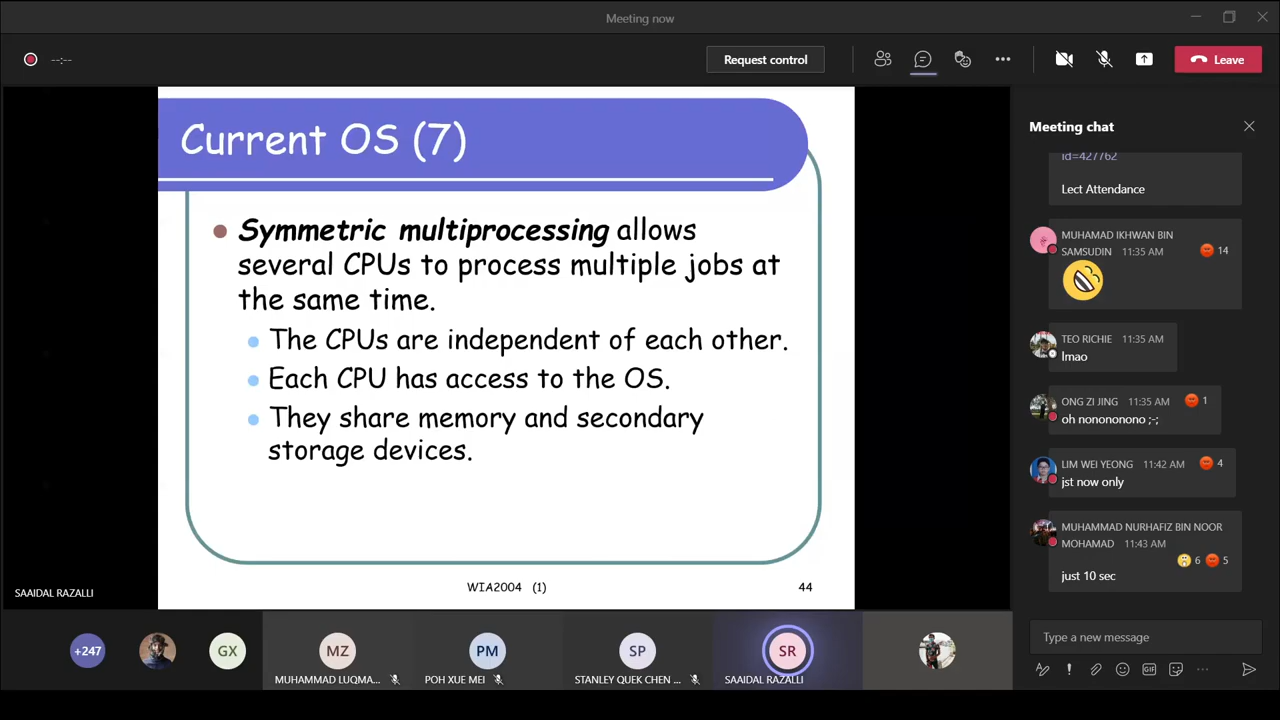 Meeting now
--:--
Request control
Leave
Current OS (7)
Symmetric multiprocessing allows
several CPUs to process multiple jobs at
the same time.
The CPUs are independent of each other.
Each CPU has access to the OS.
They share memory and secondary
storage devices.
WIA2004 (1)
44
SAAIDAL RAZALLI
+247
GX
MZ
MUHAMMAD LUQMA...
PM
POH XUE MEI
SP
STANLEY QUEK CHEN ...
SR
SAAIDAL RAZALLI
Meeting chat
id=427762
Lect Attendance
MUHAMAD IKHWAN BIN
SAMSUDIN 11:35 AM 14
TEO RICHIE 11:35 AM
lmao
ONG ZI JING 11:35 AM 1
oh nonononono ;-;
LIM WEI YEONG 11:42 AM 4
jst now only
MUHAMMAD NURHAFIZ BIN NOOR
MOHAMAD 11:43 AM
6 5
just 10 sec
Type a new message
GIF